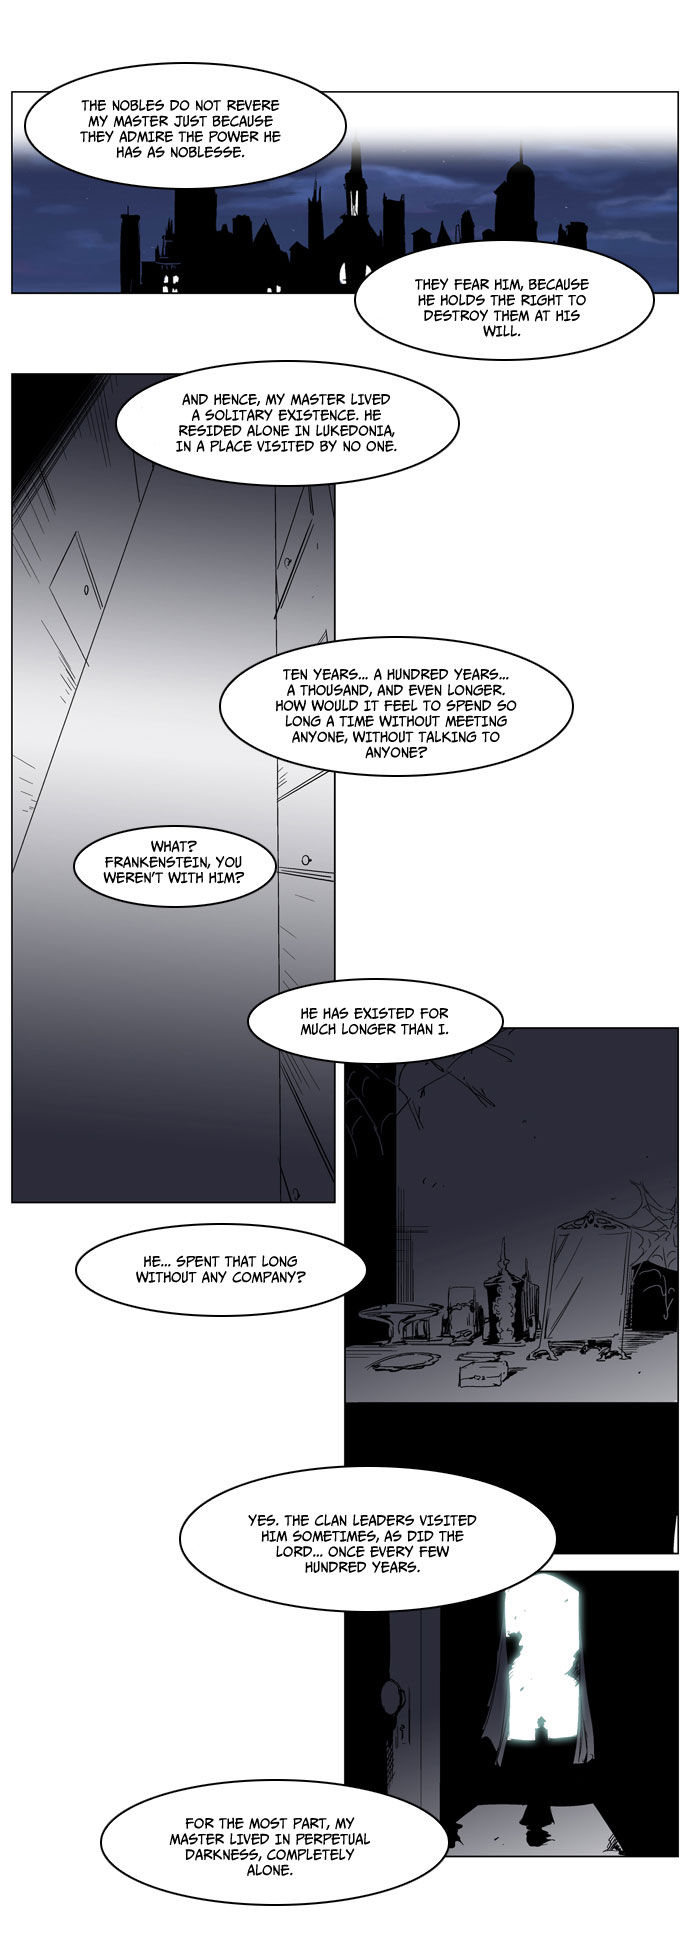 THE NOBLES DO NOT REVERE
MY MASTER JUST BECAUSE
THEY ADMIRE THE POWER HE
HAS AS NOBLESSE.
THEY FEAR HIM, BECAUSE
HE HOLDS THE RIGHT TO
DESTROY THEM AT HIS
WILL.
AND HENCE, MY MASTER LIVED
A SOLITARY EXISTENCE. HE
RESIDED ALONE IN LUKEDONIA,
IN A PLACE VISITED BY NO ONE.
TEN YEARS... A HUNDRED YEARS...
A THOUSAND, AND EVEN LONGER.
HOW WOULD IT FEEL TO SPEND SO
LONG A TIME WITHOUT MEETING
ANYONE, WITHOUT TALKING TO
ANYONE?
WHAT?
FRANKENSTEIN, YOU
WEREN'T WITH HIM?
HE HAS EXISTED FOR
MUCH LONGER THAN I.
HE... SPENT THAT LONG
WITHOUT ANY COMPANY?
YES. THE CLAN LEADERS VISITED
HIM SOMETIMES, AS DID THE
LORD... ONCE EVERY FEW
HUNDRED YEARS.
FOR THE MOST PART, MY
MASTER LIVED IN PERPETUAL
DARKNESS, COMPLETELY
ALONE.